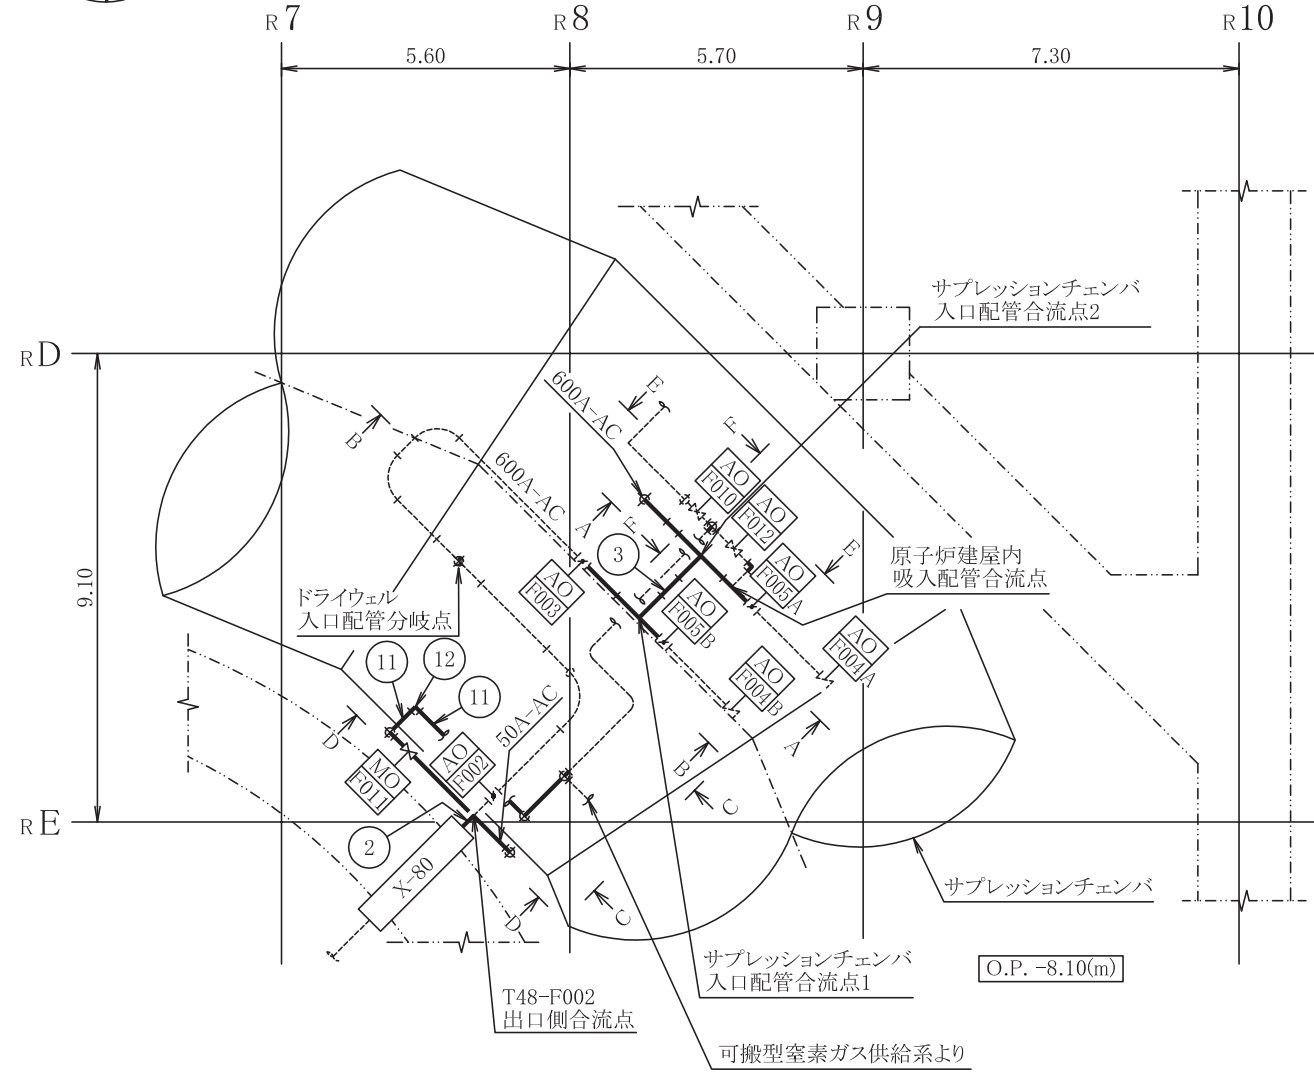 R7
R8
R9
R10
5.60
5.70
7.30
サプレッションチェンバ
入口配管合流点2
RD
600A-AC
E
F
B
600A-AC
AO
F010
AO
F012
A
F
3
E
原子炉建屋内
吸入配管合流点
AO
F005A
AO
F003
9.10
ドライウェル
入口配管分岐点
AO
F005B
AO
F004A
11
12
11
AO
F004B
50A-AC
D
A
B
AO
F002
MO
F011
C
RE
2
X-80
サプレッションチェンバ
D
C
サプレッションチェンバ
入口配管合流点1
O.P. -8.10(m)
T48-F002
出口側合流点
可搬型窒素ガス供給系より